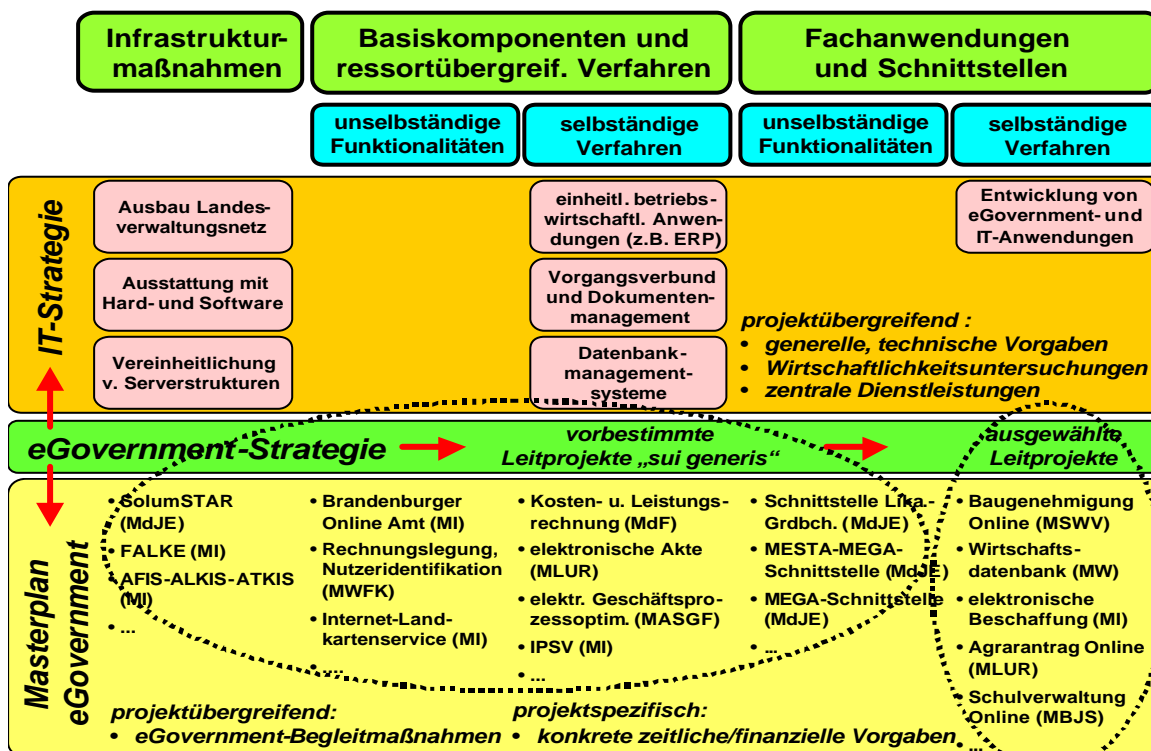 Infrastruktur-
maßnahmen
Basiskomponenten und
ressortübergreif. Verfahren
Fachanwendungen
und Schnittstellen
unselbständige
Funktionalitäten
selbständige
Verfahren
unselbständige
Funktionalitäten
selbständige
Verfahren
IT-Strategie
Ausbau Landes-
verwaltungsnetz
Ausstattung mit
Hard- und Software
Vereinheitlichung
v. Serverstrukturen
einheitl. betriebs-
wirtschaftl. Anwen-
dungen (z.B. ERP)
Vorgangsverbund
und Dokumenten-
management
Datenbank-
management-
systeme
Entwicklung von
eGovernment- und
IT-Anwendungen
projektübergreifend :
• generelle, technische Vorgaben
• Wirtschaftlichkeitsuntersuchungen
• zentrale Dienstleistungen
eGovernment-Strategie
vorbestimmte
Leitprojekte „sui generis“
ausgewählte
Leitprojekte
Masterplan
eGovernment
• SolumSTAR
(MdJE)
• FALKE (MI)
• AFIS-ALKIS-ATKIS
(MI)
• ...
• Brandenburger
Online Amt (MI)
• Rechnungslegung,
Nutzeridentifikation
(MWFK)
• Internet-Land-
kartenservice (MI)
• ....
• Kosten- u. Leistungs-
rechnung (MdF)
• elektronische Akte
(MLUR)
• elektr. Geschäftspro-
zessoptim. (MASGF)
• IPSV (MI)
• ...
• Schnittstelle Lika.-
Grdbch. (MdJE)
• MESTA-MEGA-
Schnittstelle (MdJE)
• MEGA-Schnittstelle
(MdJE)
• ...
• Baugenehmigung
Online (MSWV)
• Wirtschafts-
datenbank (MW)
• elektronische
Beschaffung (MI)
• Agrarantrag Online
(MLUR)
• Schulverwaltung
Online (MBJS)
• ...
projektübergreifend:
• eGovernment-Begleitmaßnahmen
projektspezifisch:
• konkrete zeitliche/finanzielle Vorgaben